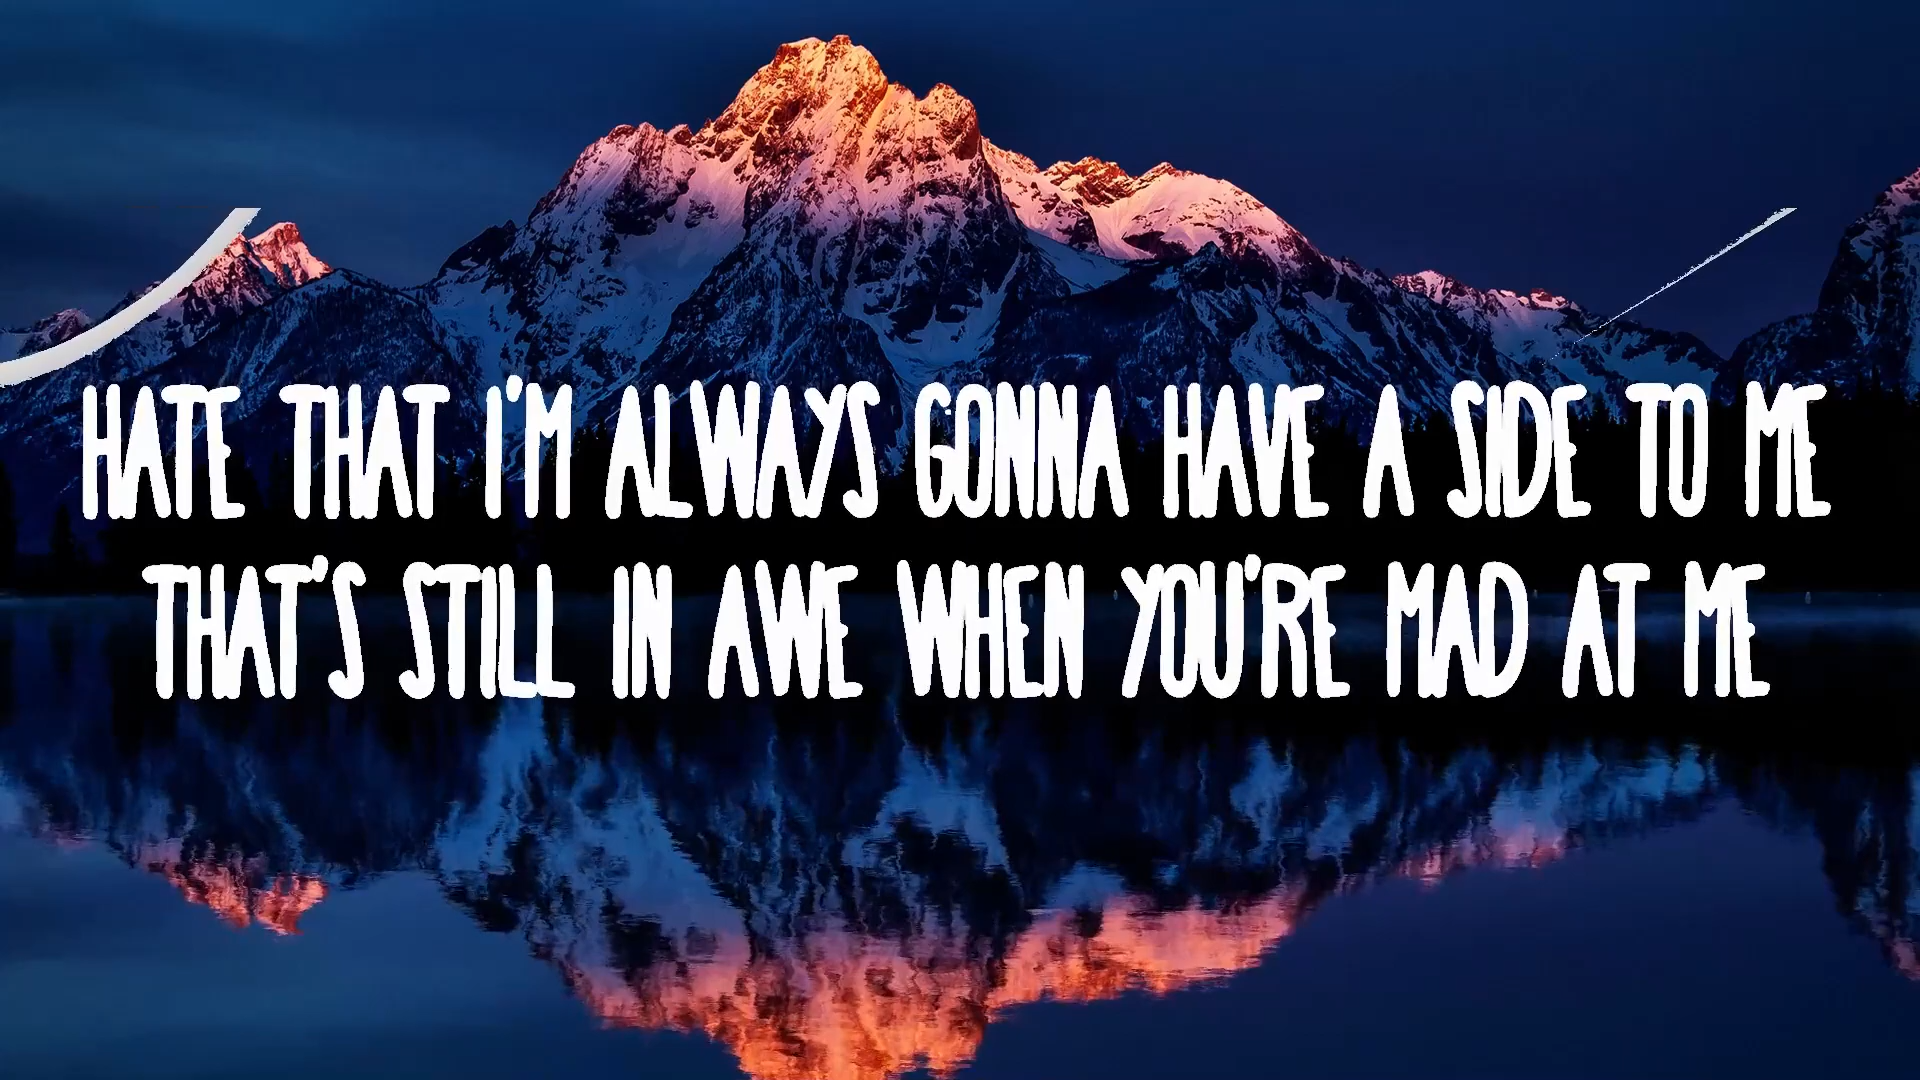 HATE THAT I'M ALWAYS GONNA HAVE A SIDE TO ME
THAT'S STILL IN AWE WHEN YOU'RE MAD AT ME